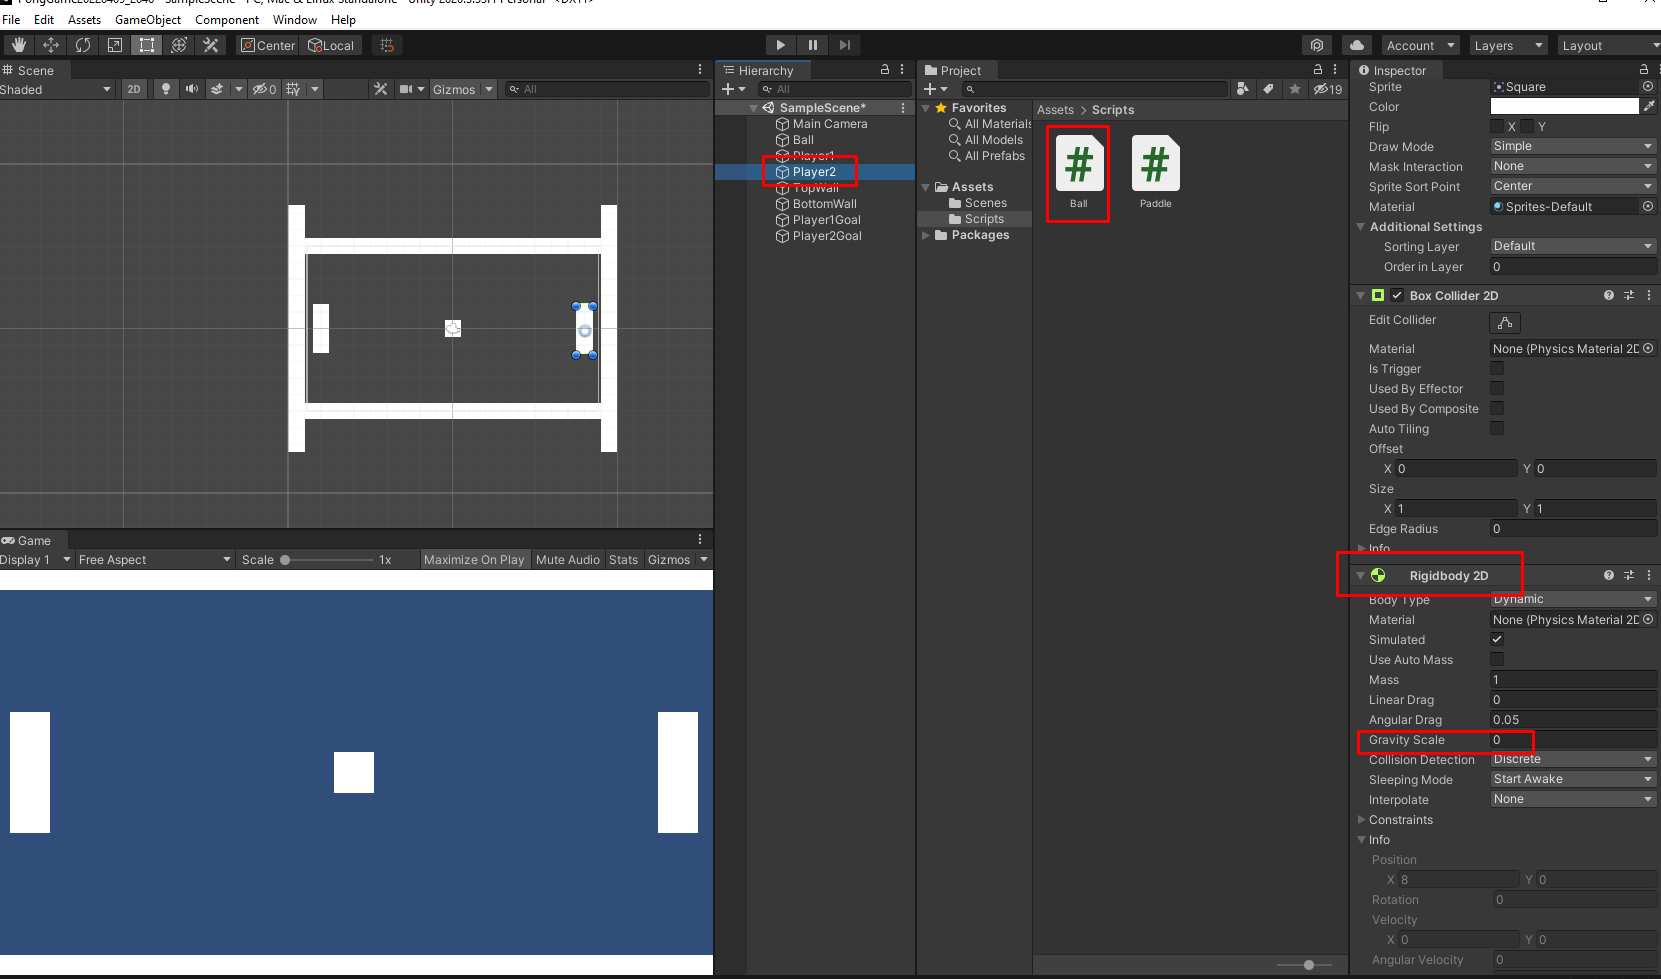 File Edit Assets GameObject Component Window Help
Center Local Account Layers Layout
Scene
Shaded 2D 0 Gizmos All
Game
Display 1 Free Aspect Scale 1x Maximize On Play Mute Audio Stats Gizmos
Hierarchy
All
SampleScene*
Main Camera
Ball
Player1
Player2
TopWall
BottomWall
Player1Goal
Player2Goal
Project
19
Favorites
All Materials
All Models
All Prefabs
Assets
Scenes
Scripts
Packages
Assets > Scripts
Ball Paddle
Inspector
Sprite Square
Color
Flip X Y
Draw Mode Simple
Mask Interaction None
Sprite Sort Point Center
Material Sprites-Default
Additional Settings
Sorting Layer Default
Order in Layer 0
Box Collider 2D
Edit Collider
Material None (Physics Material 2D
Is Trigger
Used By Effector
Used By Composite
Auto Tiling
Offset
X 0 Y 0
Size
X 1 Y 1
Edge Radius 0
Info
Rigidbody 2D
Body Type Dynamic
Material None (Physics Material 2D
Simulated
Use Auto Mass
Mass 1
Linear Drag 0
Angular Drag 0.05
Gravity Scale 0
Collision Detection Discrete
Sleeping Mode Start Awake
Interpolate None
Constraints
Info
Position
X 8 Y 0
Rotation 0
Velocity
X 0 Y 0
Angular Velocity 0